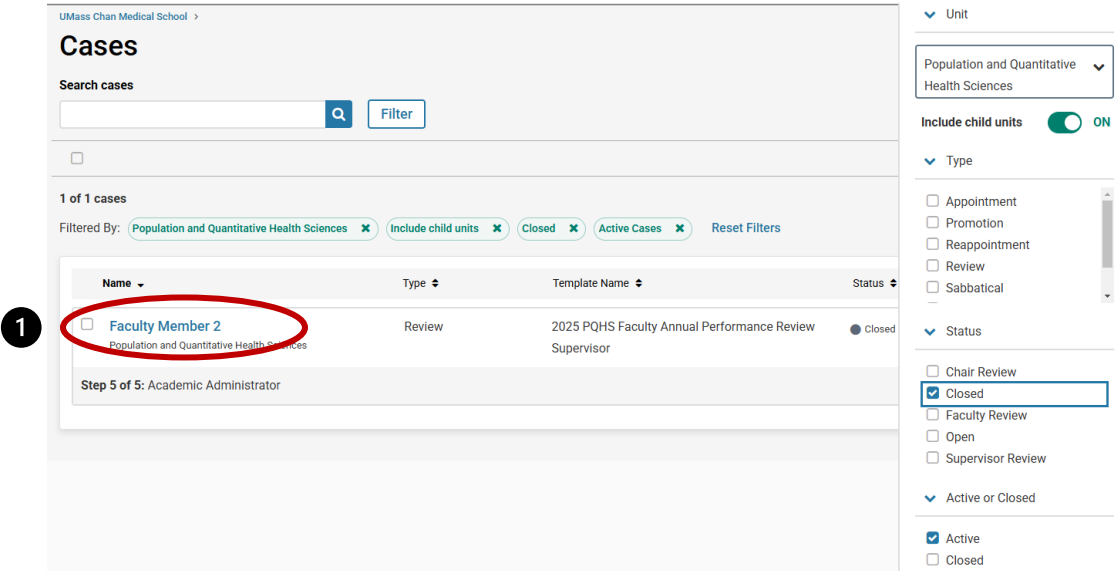 UMass Chan Medical School >
Cases
Search cases
Filter
1 of 1 cases
Filtered By: Population and Quantitative Health Sciences ✖ Include child units ✖ Closed ✖ Active Cases ✖ Reset Filters
Name Type Template Name Status
1
Faculty Member 2 Review 2025 PQHS Faculty Annual Performance Review Closed
Population and Quantitative Health Sciences Supervisor
Step 5 of 5: Academic Administrator
Unit
Population and Quantitative
Health Sciences
Include child units ON
Type
Appointment
Promotion
Reappointment
Review
Sabbatical
Status
Chair Review
Closed
Faculty Review
Open
Supervisor Review
Active or Closed
Active
Closed